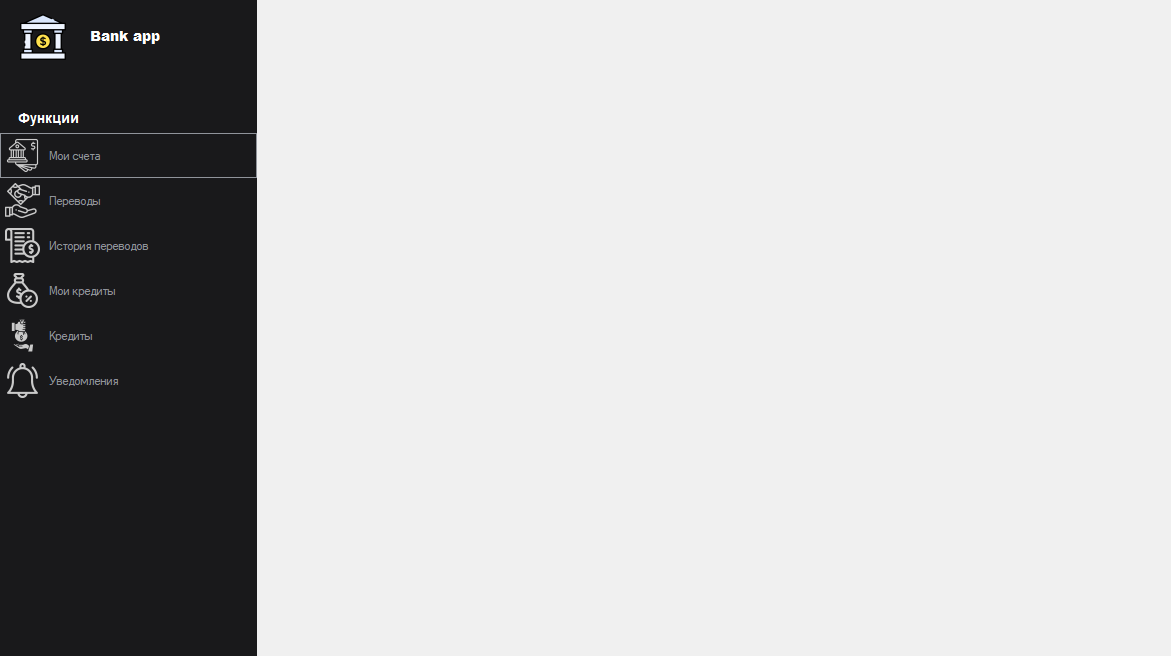 Bank app
Функции
Мои счета
Переводы
История переводов
Мои кредиты
Кредиты
Уведомления